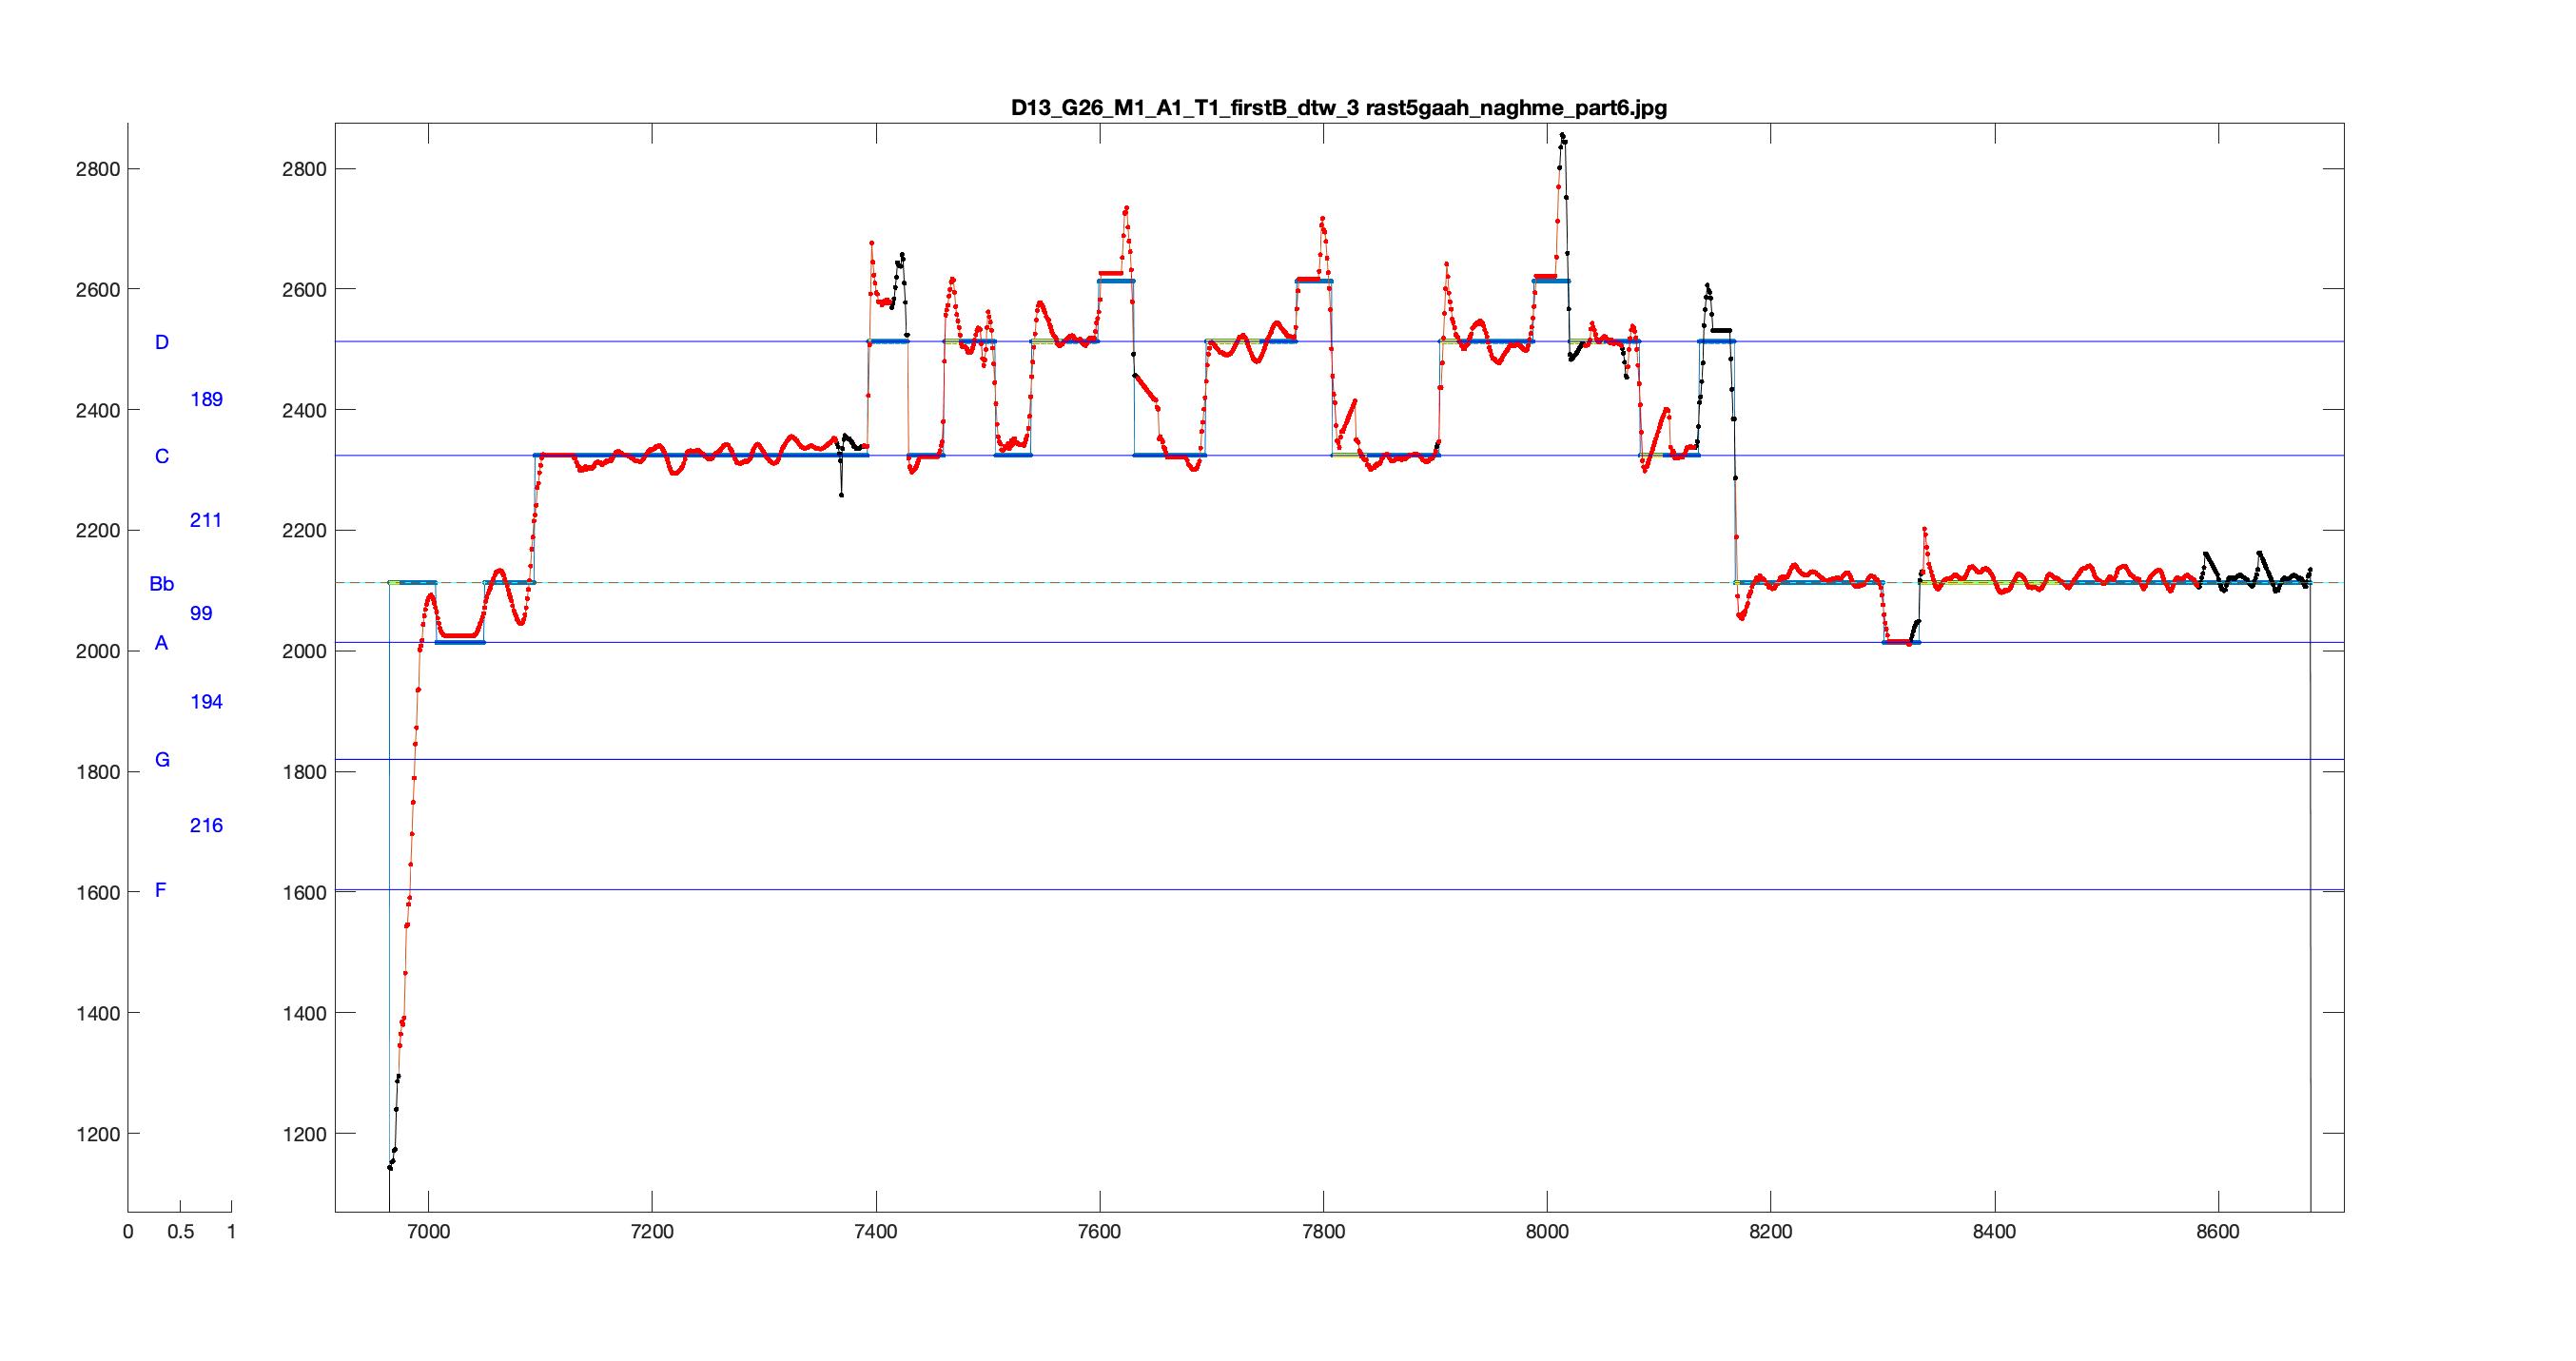 D13_G26_M1_A1_T1_firstB_dtw_3 rast5gaah_naghme_part6.jpg
2800 2800
2600 2600
D
189
2400 2400
C
211
2200 2200
Bb
99
A
2000 2000
194
G
1800 1800
216
F
1600 1600
1400 1400
1200 1200
0 0.5 1 7000 7200 7400 7600 7800 8000 8200 8400 8600